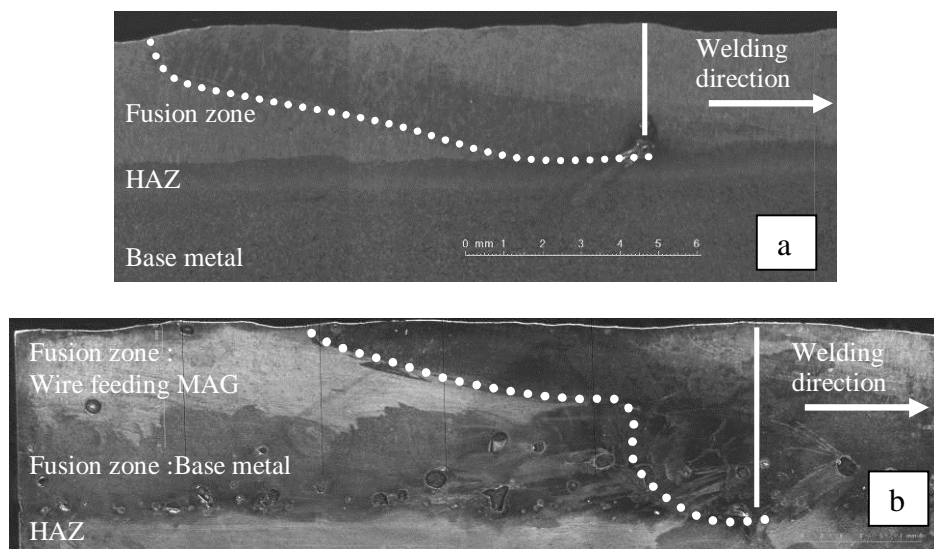 Welding
direction
Fusion zone
HAZ
0 mm 1 2 3 4 5 6
Base metal
a
Fusion zone :
Wire feeding MAG
Welding
direction
Fusion zone :Base metal
b
HAZ